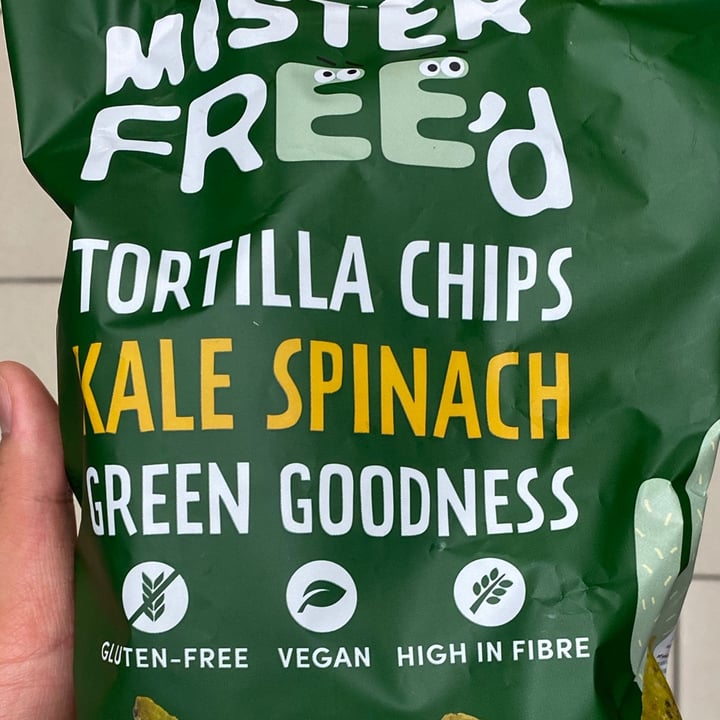 MISTER
FREE'd
TORTILLA CHIPS
KALE SPINACH
GREEN GOODNESS
GLUTEN-FREE VEGAN HIGH IN FIBRE